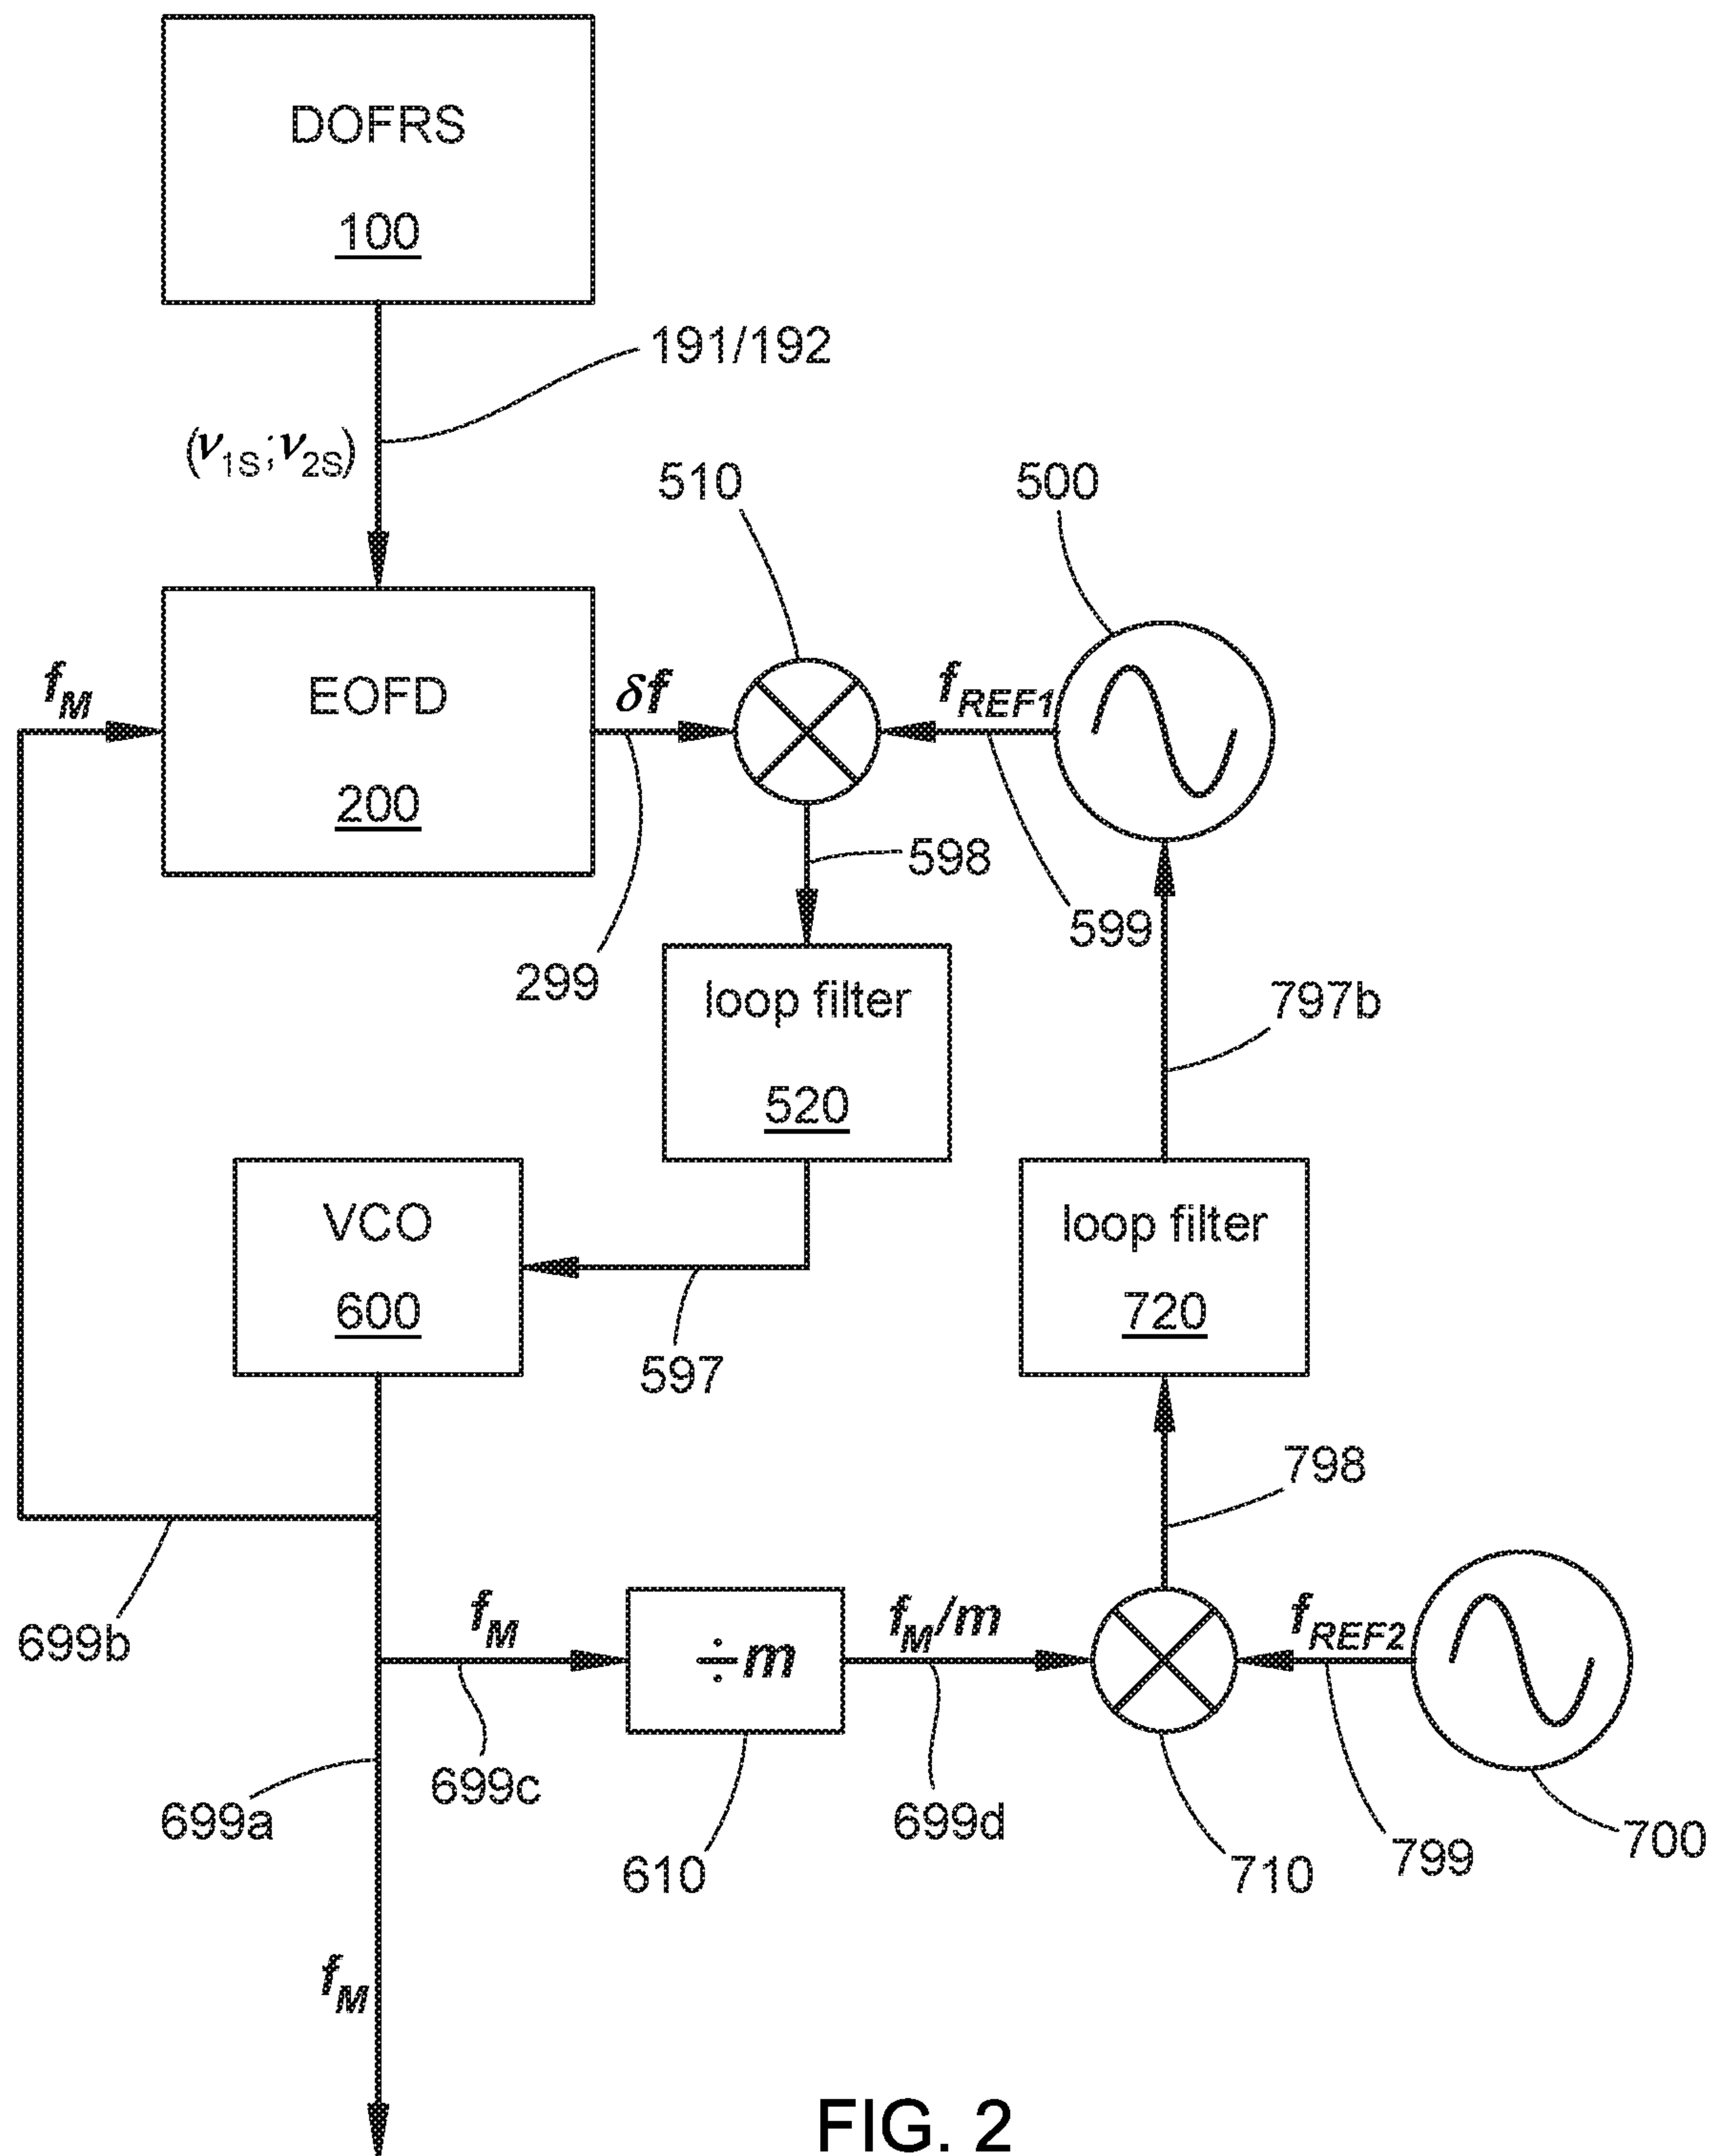 DOFRS
100
191/192
(ν1S;ν2S)
510
500
fM
EOFD
200
δf
fREF1
598
599
299
loop filter
520
797b
VCO
600
loop filter
720
597
798
699b
fM
÷m
fM/m
fREF2
699c
699a
699d
610
710
799
700
fM
FIG. 2